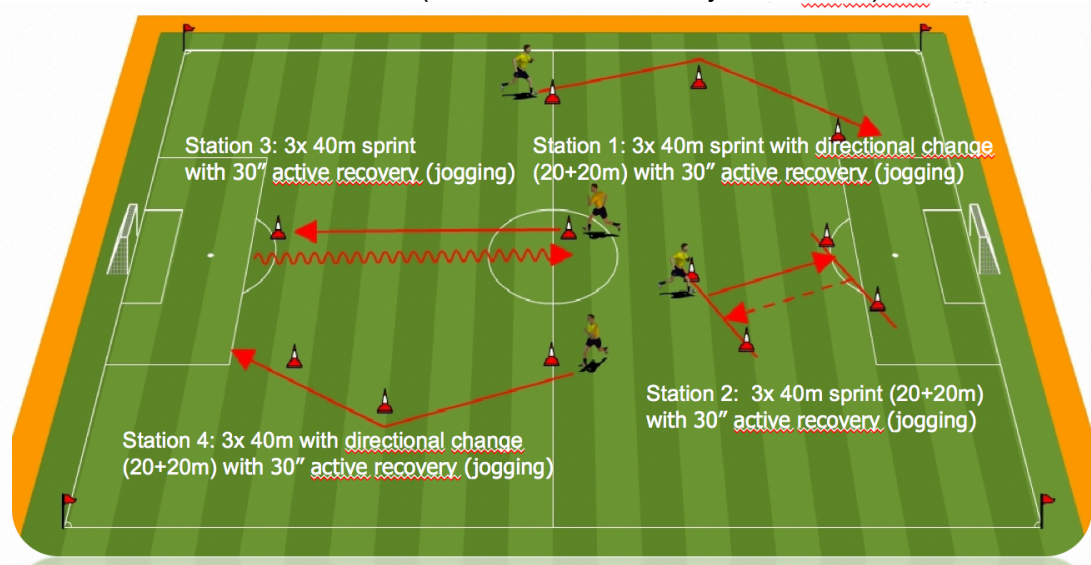 Station 3: 3x 40m sprint
with 30” active recovery (jogging)
Station 1: 3x 40m sprint with directional change
(20+20m) with 30” active recovery (jogging)
Station 2:  3x 40m sprint (20+20m)
with 30” active recovery (jogging)
Station 4: 3x 40m with directional change
(20+20m) with 30” active recovery (jogging)